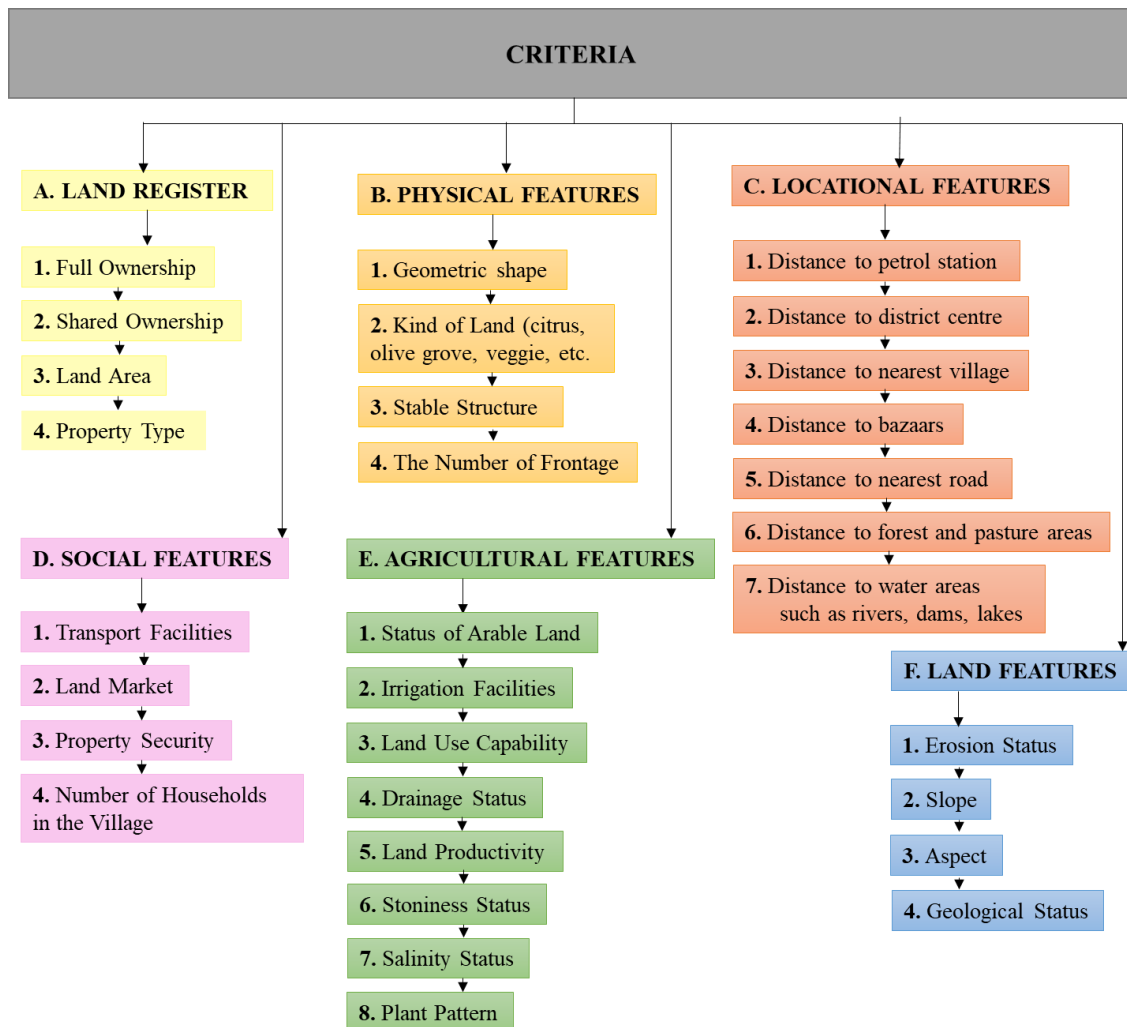 CRITERIA
A. LAND REGISTER
1. Full Ownership
2. Shared Ownership
3. Land Area
4. Property Type
B. PHYSICAL FEATURES
1. Geometric shape
2. Kind of Land (citrus,
olive grove, veggie, etc.
3. Stable Structure
4. The Number of Frontage
C. LOCATIONAL FEATURES
1. Distance to petrol station
2. Distance to district centre
3. Distance to nearest village
4. Distance to bazaars
5. Distance to nearest road
6. Distance to forest and pasture areas
7. Distance to water areas
such as rivers, dams, lakes
D. SOCIAL FEATURES
1. Transport Facilities
2. Land Market
3. Property Security
4. Number of Households
in the Village
E. AGRICULTURAL FEATURES
1. Status of Arable Land
2. Irrigation Facilities
3. Land Use Capability
4. Drainage Status
5. Land Productivity
6. Stoniness Status
7. Salinity Status
8. Plant Pattern
F. LAND FEATURES
1. Erosion Status
2. Slope
3. Aspect
4. Geological Status